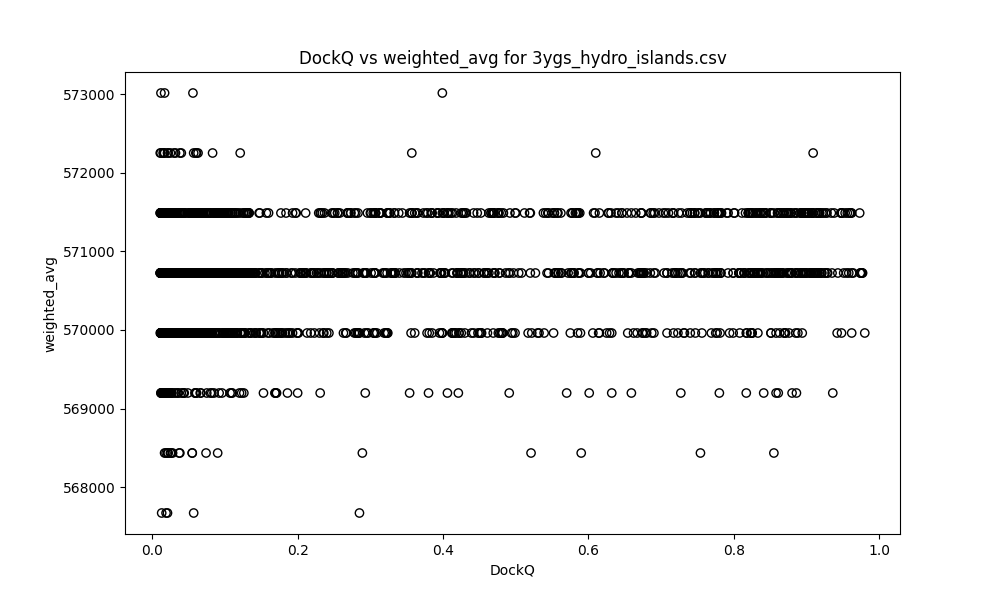 DockQ vs weighted_avg for 3ygs_hydro_islands.csv
573000
572000
571000
570000
569000
568000
weighted_avg
0.0 0.2 0.4 0.6 0.8 1.0
DockQ